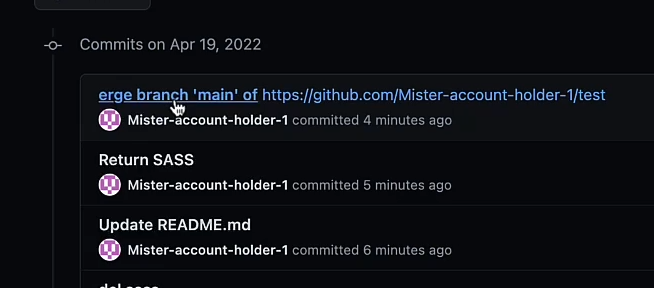 Commits on Apr 19, 2022
erge branch 'main' of https://github.com/Mister-account-holder-1/test
Mister-account-holder-1 committed 4 minutes ago
Return SASS
Mister-account-holder-1 committed 5 minutes ago
Update README.md
Mister-account-holder-1 committed 6 minutes ago